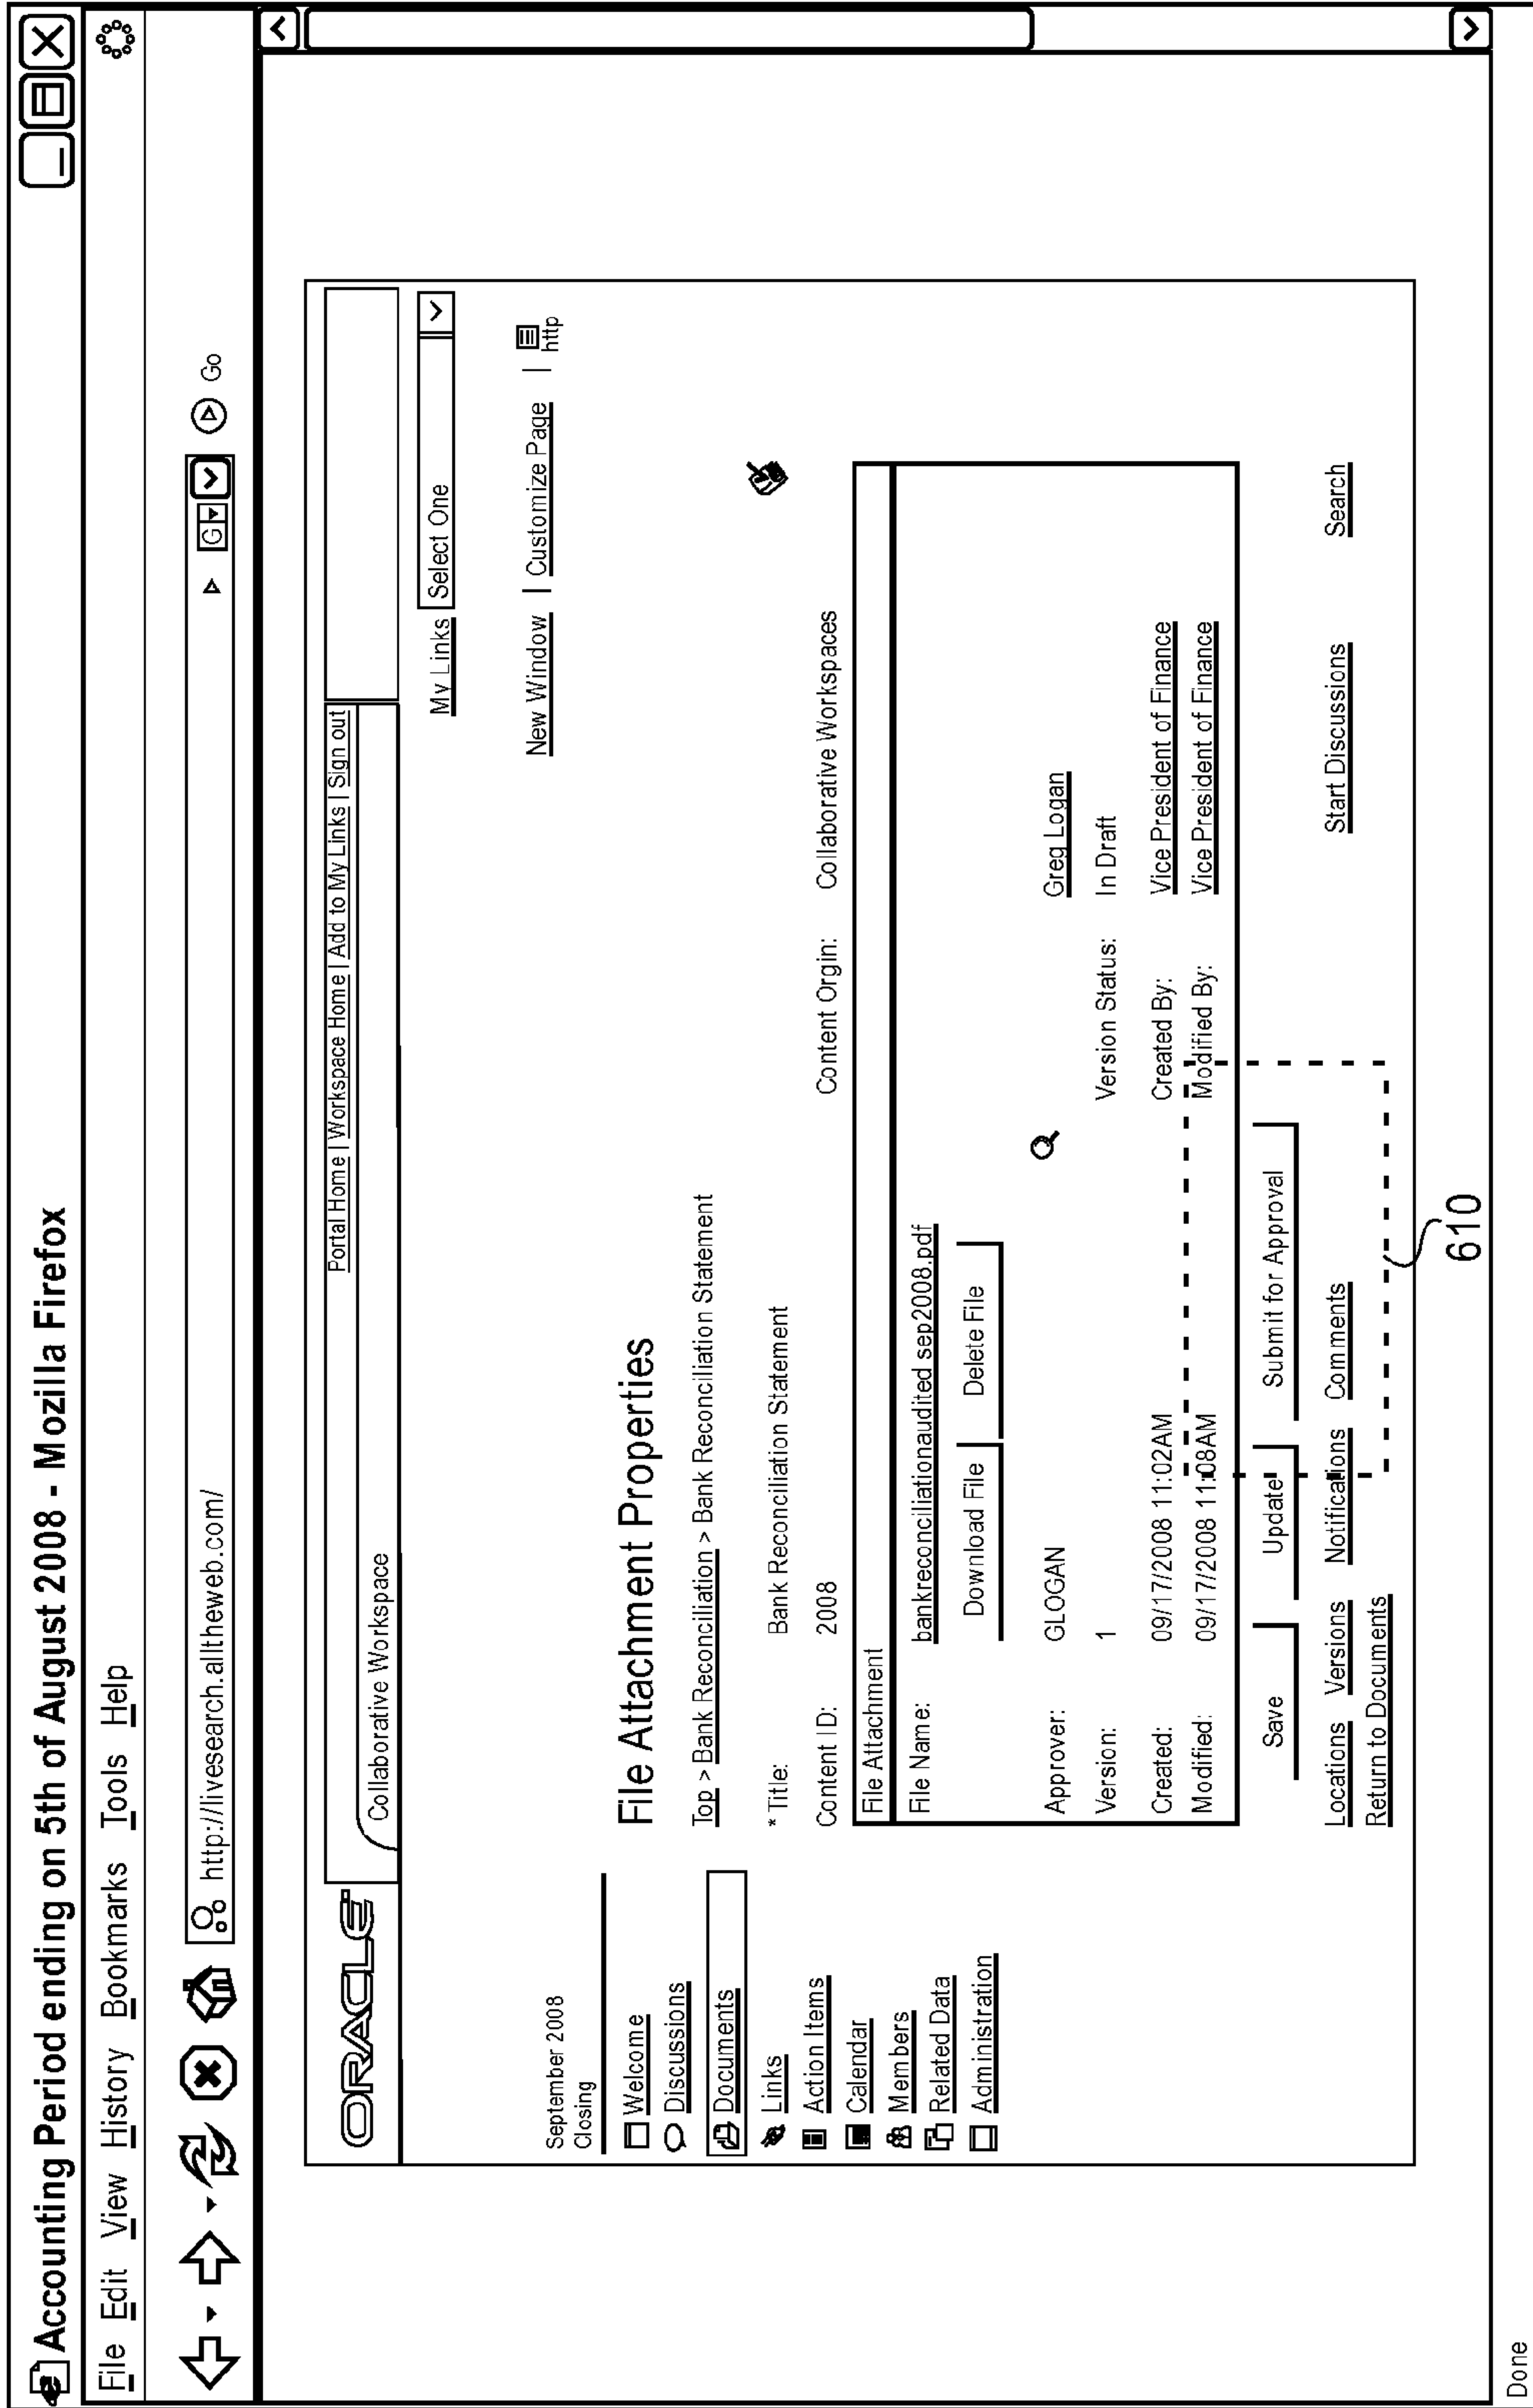 Accounting Period ending on 5th of August 2008 - Mozilla Firefox
File Edit View History Bookmarks Tools Help
http://livesearch.alltheweb.com/ G Go
ORACLE
Portal Home | Workspace Home | Add to My Links | Sign out
Collaborative Workspace
My Links Select One
New Window | Customize Page | http
September 2008
Closing
Welcome
Discussions
Documents
Links
Action Items
Calendar
Members
Related Data
Administration
File Attachment Properties
Top > Bank Reconciliation > Bank Reconciliation Statement
* Title: Bank Reconciliation Statement
Content ID: 2008 Content Orgin: Collaborative Workspaces
File Attachment
File Name: bankreconciliationaudited sep2008.pdf
Download File Delete File
Approver: GLOGAN Greg Logan
Version: 1 Version Status: In Draft
Created: 09/17/2008 11:02AM Created By: Vice President of Finance
Modified: 09/17/2008 11:08AM Modified By: Vice President of Finance
Save Update Submit for Approval
Locations Versions Notifications Comments Start Discussions Search
Return to Documents
610
Done